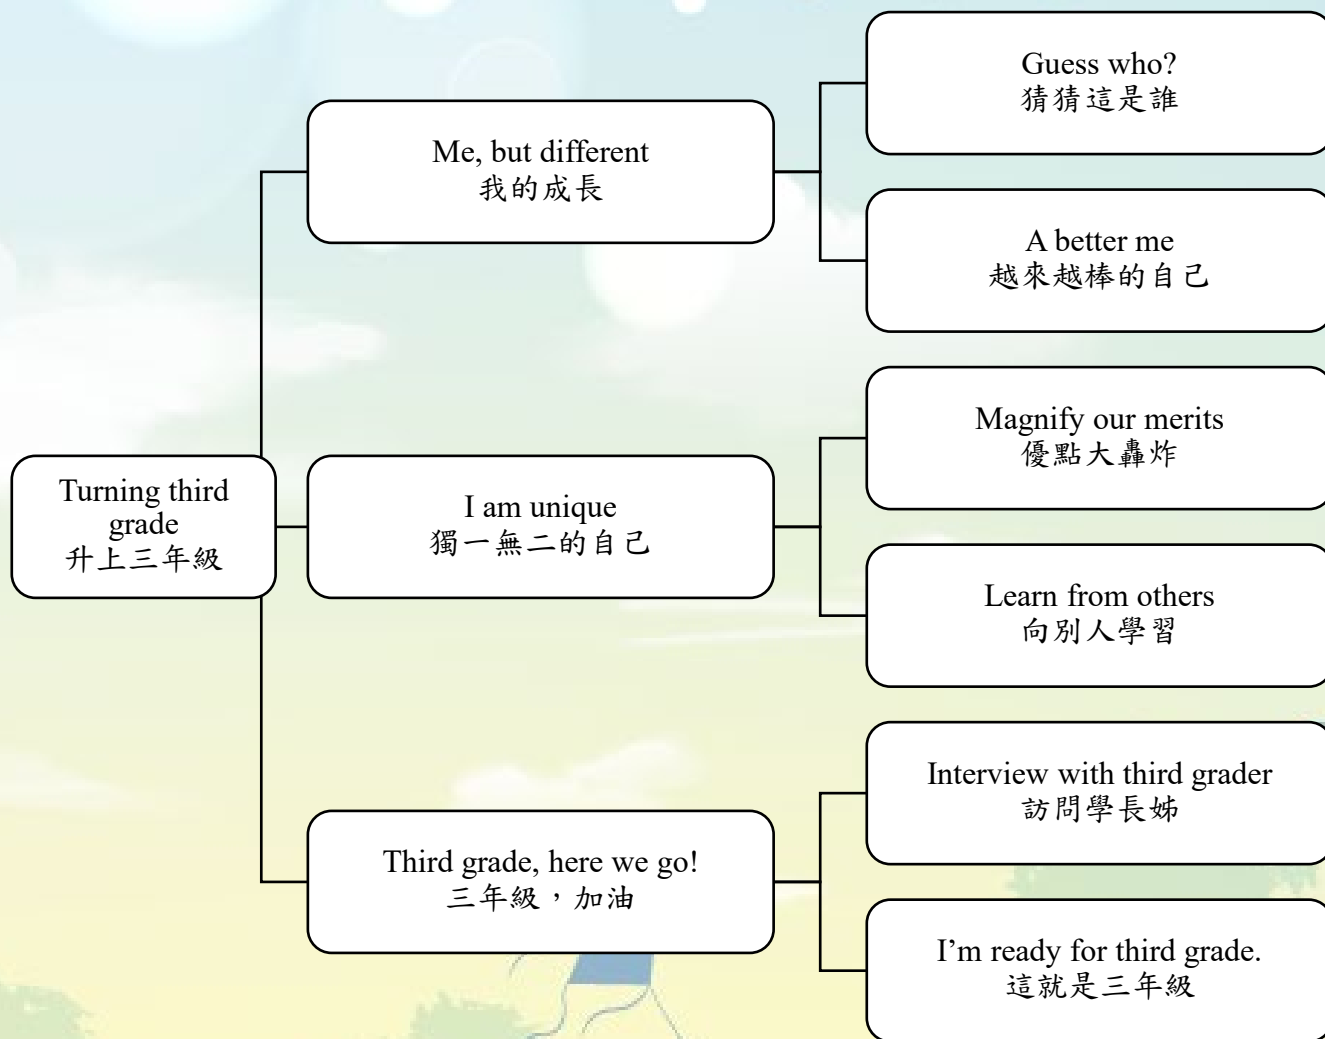 Turning third
grade
升上三年級
Me, but different
我的成長
Guess who?
猜猜這是誰
A better me
越來越棒的自己
I am unique
獨一無二的自己
Magnify our merits
優點大轟炸
Learn from others
向別人學習
Third grade, here we go!
三年級，加油
Interview with third grader
訪問學長姊
I’m ready for third grade.
這就是三年級